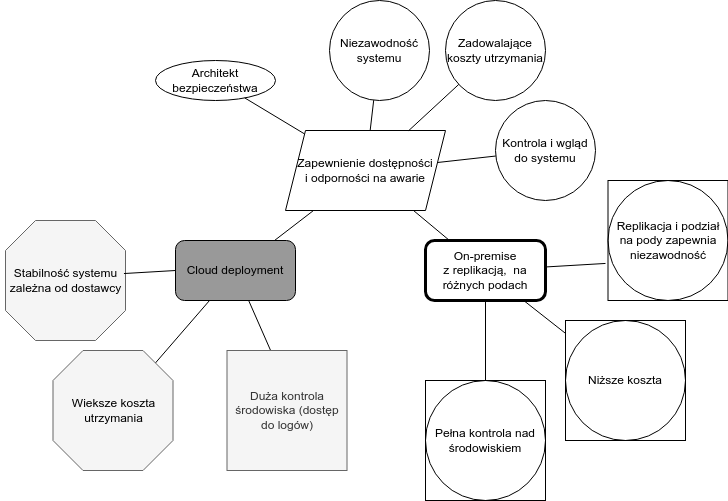 Niezawodność
systemu
Zadowalające
koszty utrzymania
Architekt
bezpieczeństwa
Kontrola i wgląd
do systemu
Zapewnienie dostępności
i odporności na awarie
Replikacja i podział
na pody zapewnia
niezawodność
Stabilność systemu
zależna od dostawcy
Cloud deployment
On-premise
z replikacją, na
różnych podach
Wieksze koszta
utrzymania
Duża kontrola
środowiska (dostęp
do logów)
Niższe koszta
Pełna kontrola nad
środowiskiem